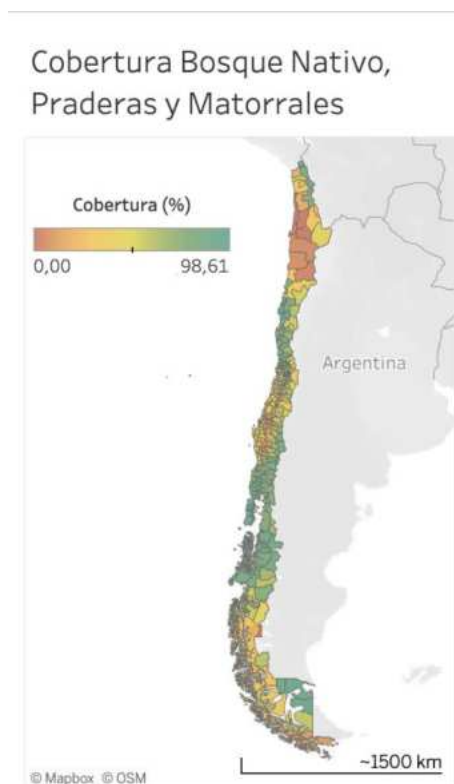 Cobertura Bosque Nativo,
Praderas y Matorrales
Cobertura (%)
0,00 98,61
Argentina
~1500 km
© Mapbox © OSM